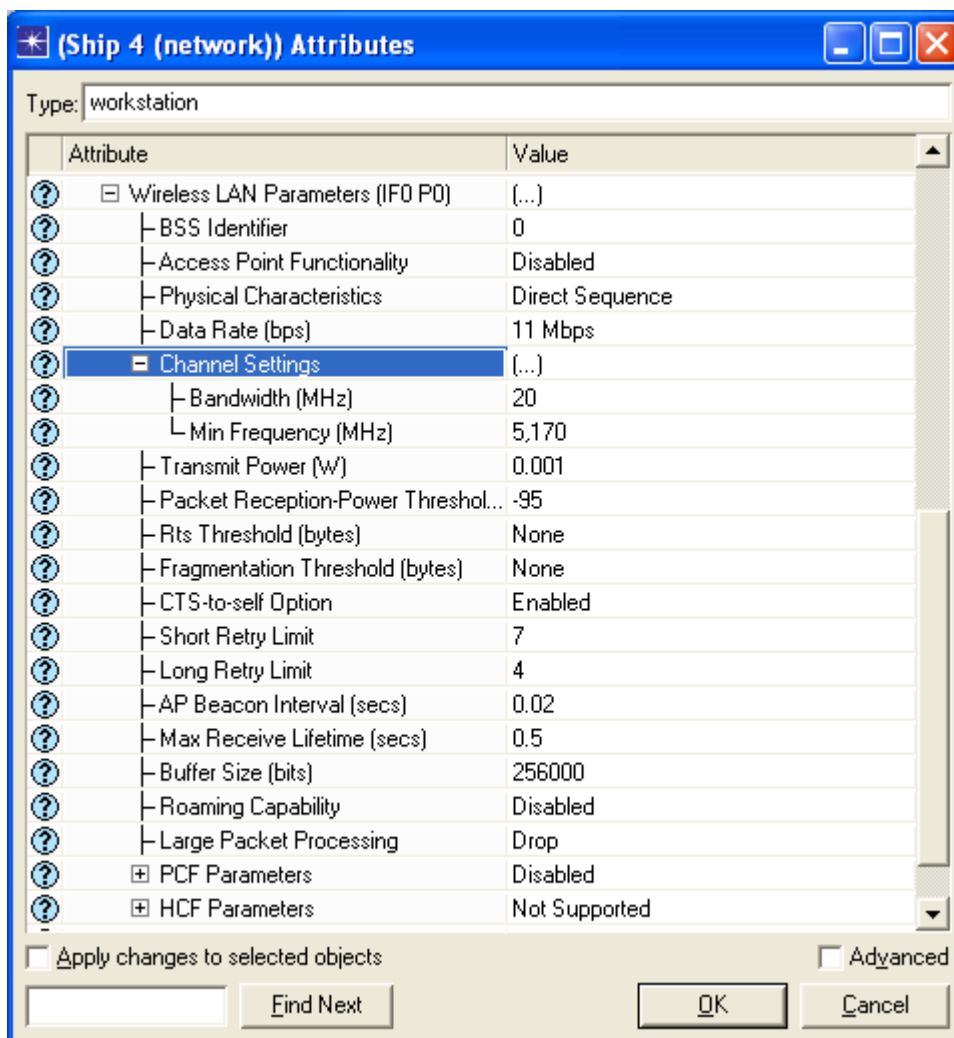 (Ship 4 (network)) Attributes
Type: workstation
Attribute Value
Wireless LAN Parameters (IF0 P0) (...)
BSS Identifier 0
Access Point Functionality Disabled
Physical Characteristics Direct Sequence
Data Rate (bps) 11 Mbps
Channel Settings (...)
Bandwidth (MHz) 20
Min Frequency (MHz) 5,170
Transmit Power (W) 0.001
Packet Reception-Power Threshol... -95
Rts Threshold (bytes) None
Fragmentation Threshold (bytes) None
CTS-to-self Option Enabled
Short Retry Limit 7
Long Retry Limit 4
AP Beacon Interval (secs) 0.02
Max Receive Lifetime (secs) 0.5
Buffer Size (bits) 256000
Roaming Capability Disabled
Large Packet Processing Drop
PCF Parameters Disabled
HCF Parameters Not Supported
Apply changes to selected objects Advanced
Find Next OK Cancel